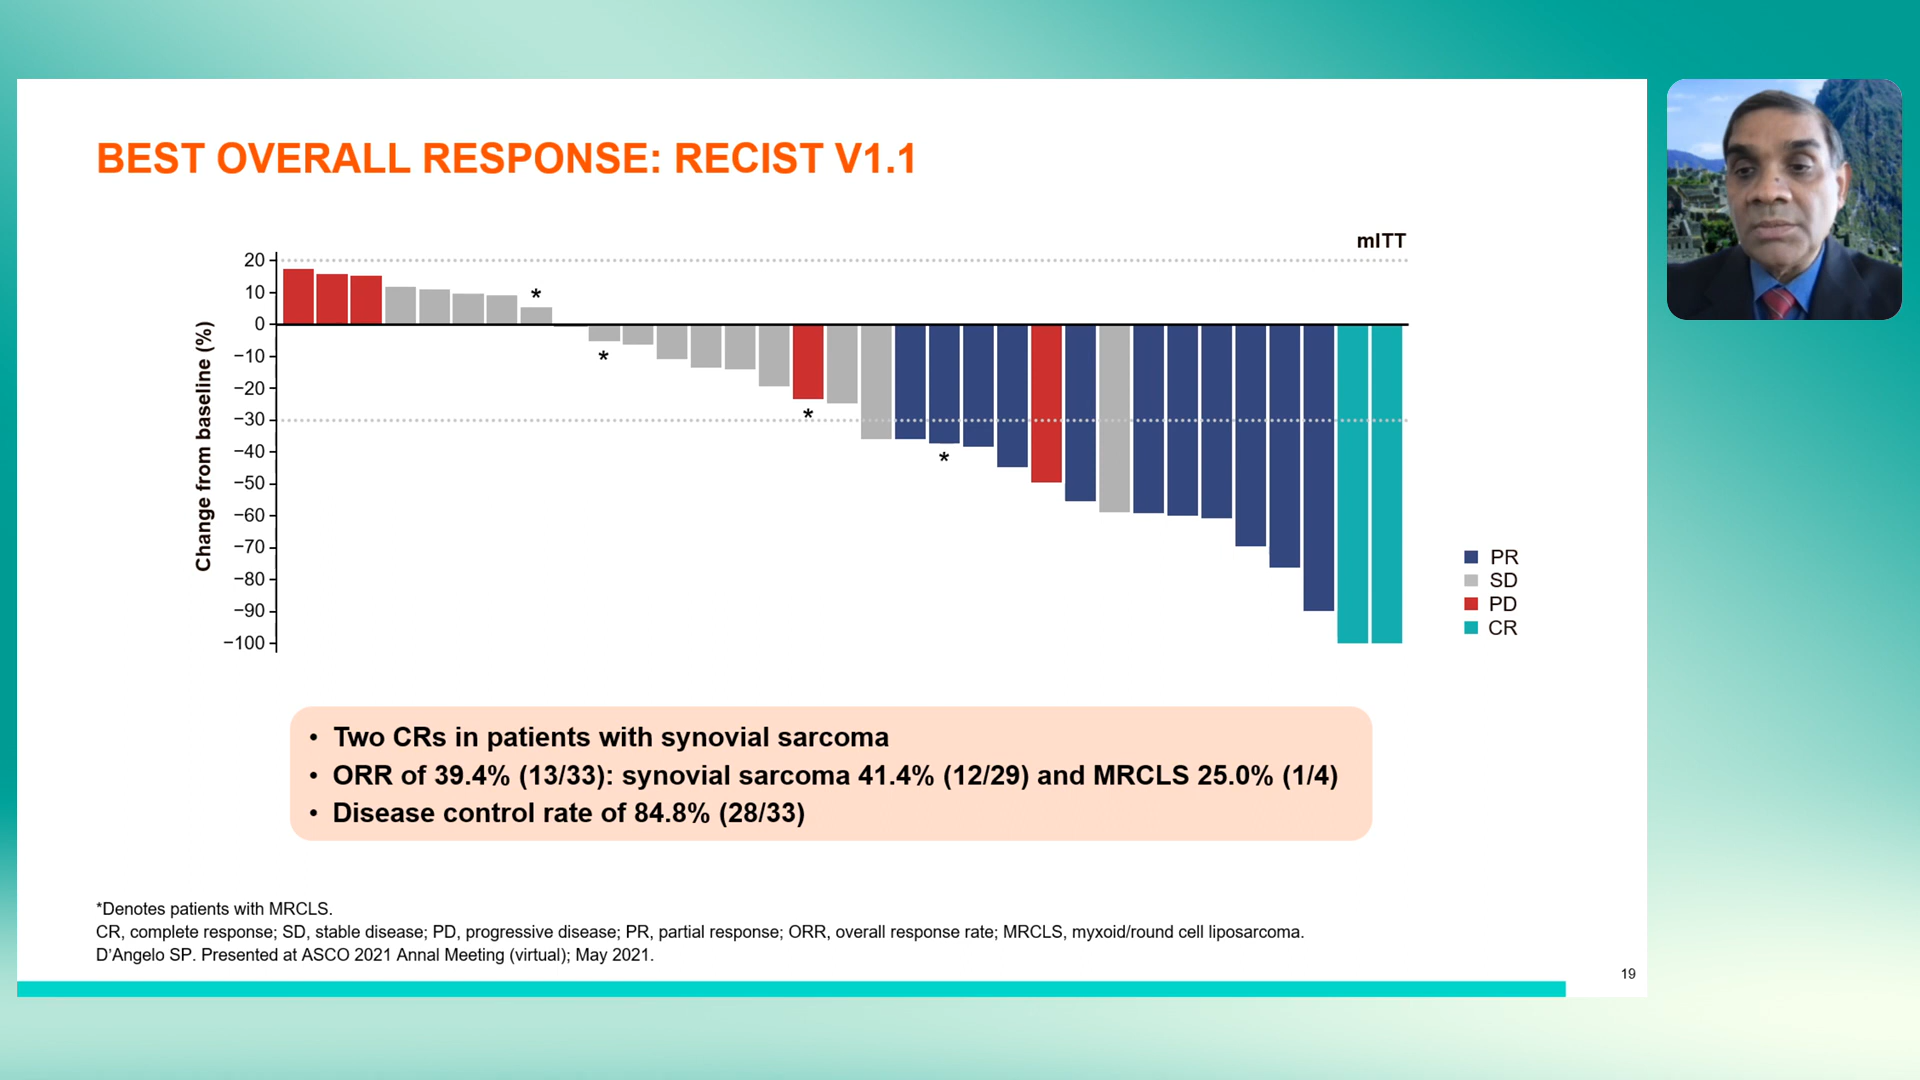 BEST OVERALL RESPONSE: RECIST V1.1
mITT
Change from baseline (%)
20
10
0
−10
−20
−30
−40
−50
−60
−70
−80
−90
−100
*
*
*
*
PR
SD
PD
CR
• Two CRs in patients with synovial sarcoma
• ORR of 39.4% (13/33): synovial sarcoma 41.4% (12/29) and MRCLS 25.0% (1/4)
• Disease control rate of 84.8% (28/33)
*Denotes patients with MRCLS.
CR, complete response; SD, stable disease; PD, progressive disease; PR, partial response; ORR, overall response rate; MRCLS, myxoid/round cell liposarcoma.
D’Angelo SP. Presented at ASCO 2021 Annal Meeting (virtual); May 2021.
19